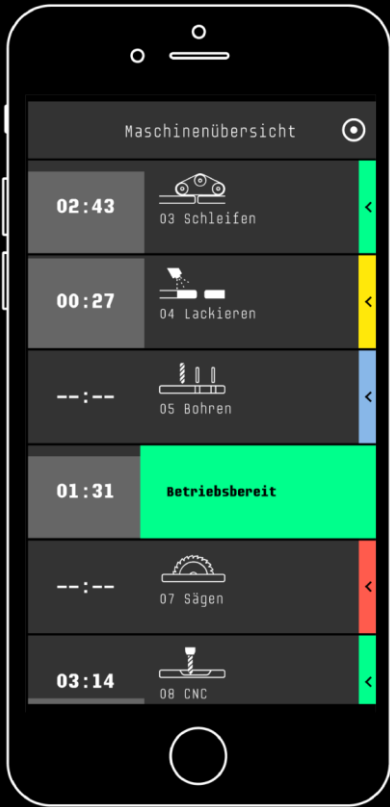 Maschinenübersicht
02:43
03 Schleifen
00:27
04 Lackieren
--:--
05 Bohren
01:31
Betriebsbereit
--:--
07 Sägen
03:14
08 CNC